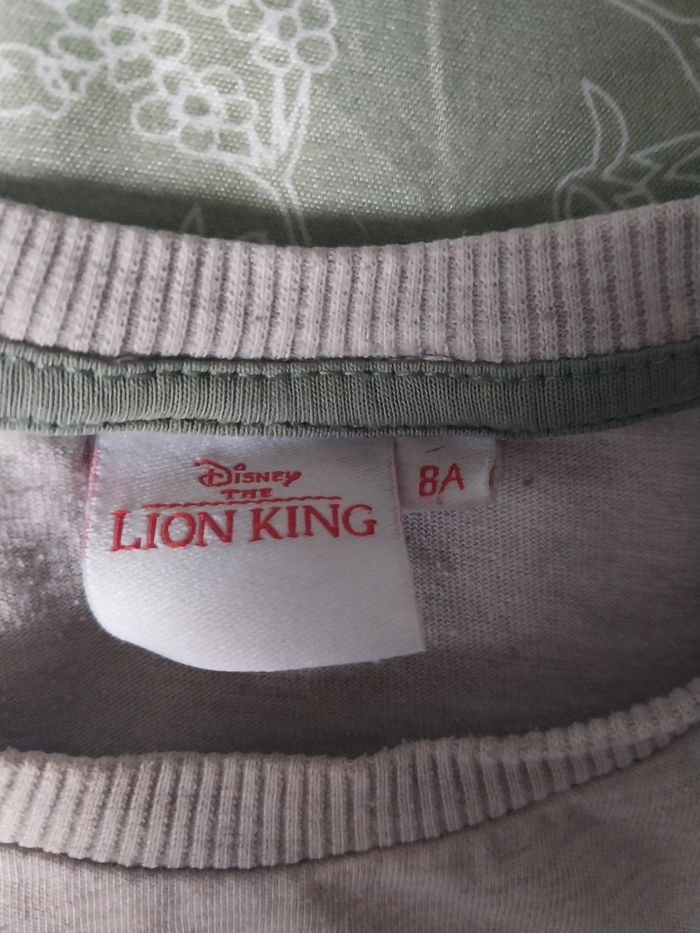 Disney
THE
LION KING
8A